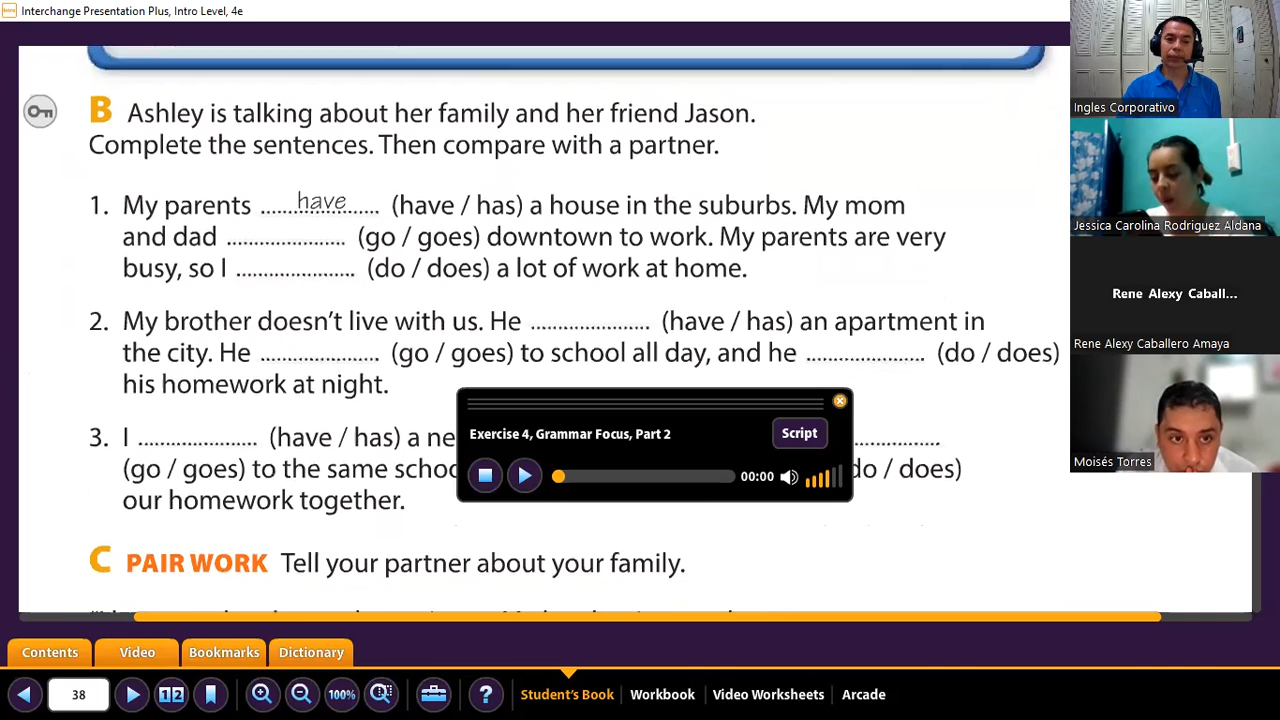 Interchange Presentation Plus, Intro Level, 4e
B Ashley is talking about her family and her friend Jason.
Complete the sentences. Then compare with a partner.
1. My parents have (have / has) a house in the suburbs. My mom
and dad ..................... (go / goes) downtown to work. My parents are very
busy, so I ..................... (do / does) a lot of work at home.
2. My brother doesn't live with us. He ..................... (have / has) an apartment in
the city. He ..................... (go / goes) to school all day, and he ..................... (do / does)
his homework at night.
3. I ..................... (have / has) a ne
(go / goes) to the same schoo
do / does)
our homework together.
Exercise 4, Grammar Focus, Part 2
Script
00:00
C PAIR WORK Tell your partner about your family.
Ingles Corporativo
Jessica Carolina Rodriguez Aldana
Rene Alexy Caball...
Rene Alexy Caballero Amaya
Moisés Torres
Contents
Video
Bookmarks
Dictionary
38
1 2
100%
?
Student's Book
Workbook
Video Worksheets
Arcade